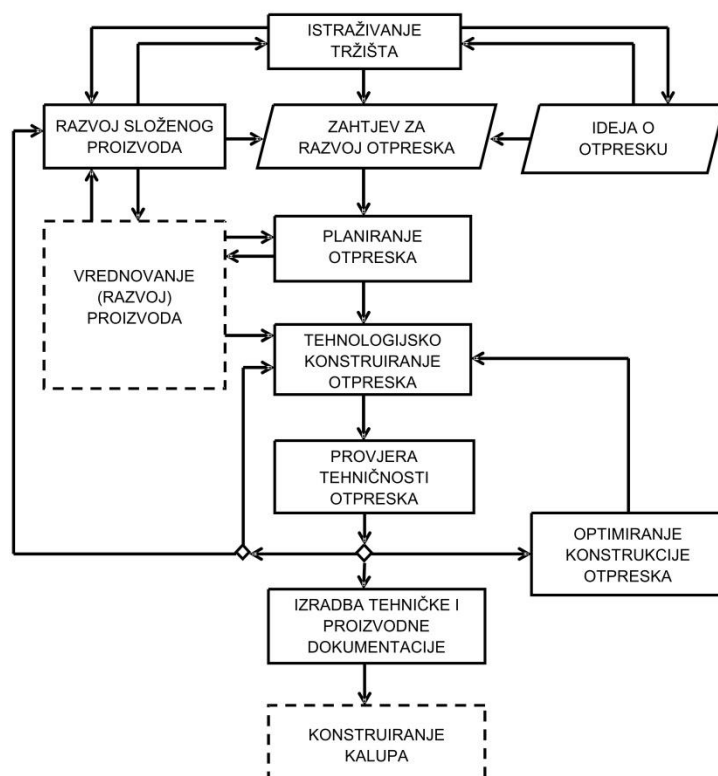 ISTRAŽIVANJE
TRŽIŠTA
RAZVOJ SLOŽENOG
PROIZVODA
ZAHTJEV ZA
RAZVOJ OTPRESKA
IDEJA O
OTPRESKU
VREDNOVANJE
(RAZVOJ)
PROIZVODA
PLANIRANJE
OTPRESKA
TEHNOLOGIJSKO
KONSTRUIRANJE
OTPRESKA
PROVJERA
TEHNIČNOSTI
OTPRESKA
OPTIMIRANJE
KONSTRUKCIJE
OTPRESKA
IZRADBA TEHNIČKE I
PROIZVODNE
DOKUMENTACIJE
KONSTRUIRANJE
KALUPA